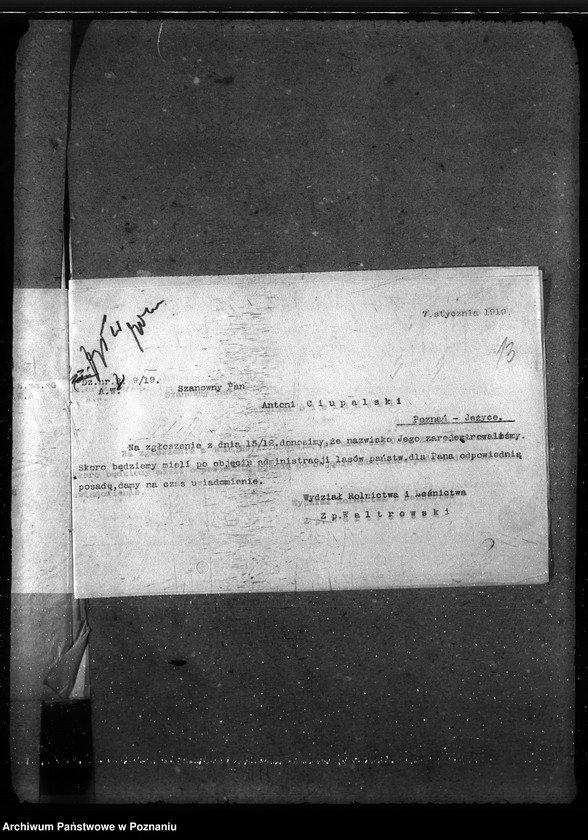 7.stycznia 1919.
13
Dz.nr. 9/19.
A.W.
Szanowny Pan
Antoni Ciupalski
Poznań - Jeżyce.
Na zgłoszenie z dnia 15/12.donosimy,że nazwisko Jego zarejestrowaliśmy.
Skoro będziemy mieli po objęciu administracji lasów państw.dla Pana odpowiednią
posadę,damy na czas uwiadomienie.
Wydział Rolnictwa i Leśnictwa
Z p.Waltrowski
Archiwum Państwowe w Poznaniu